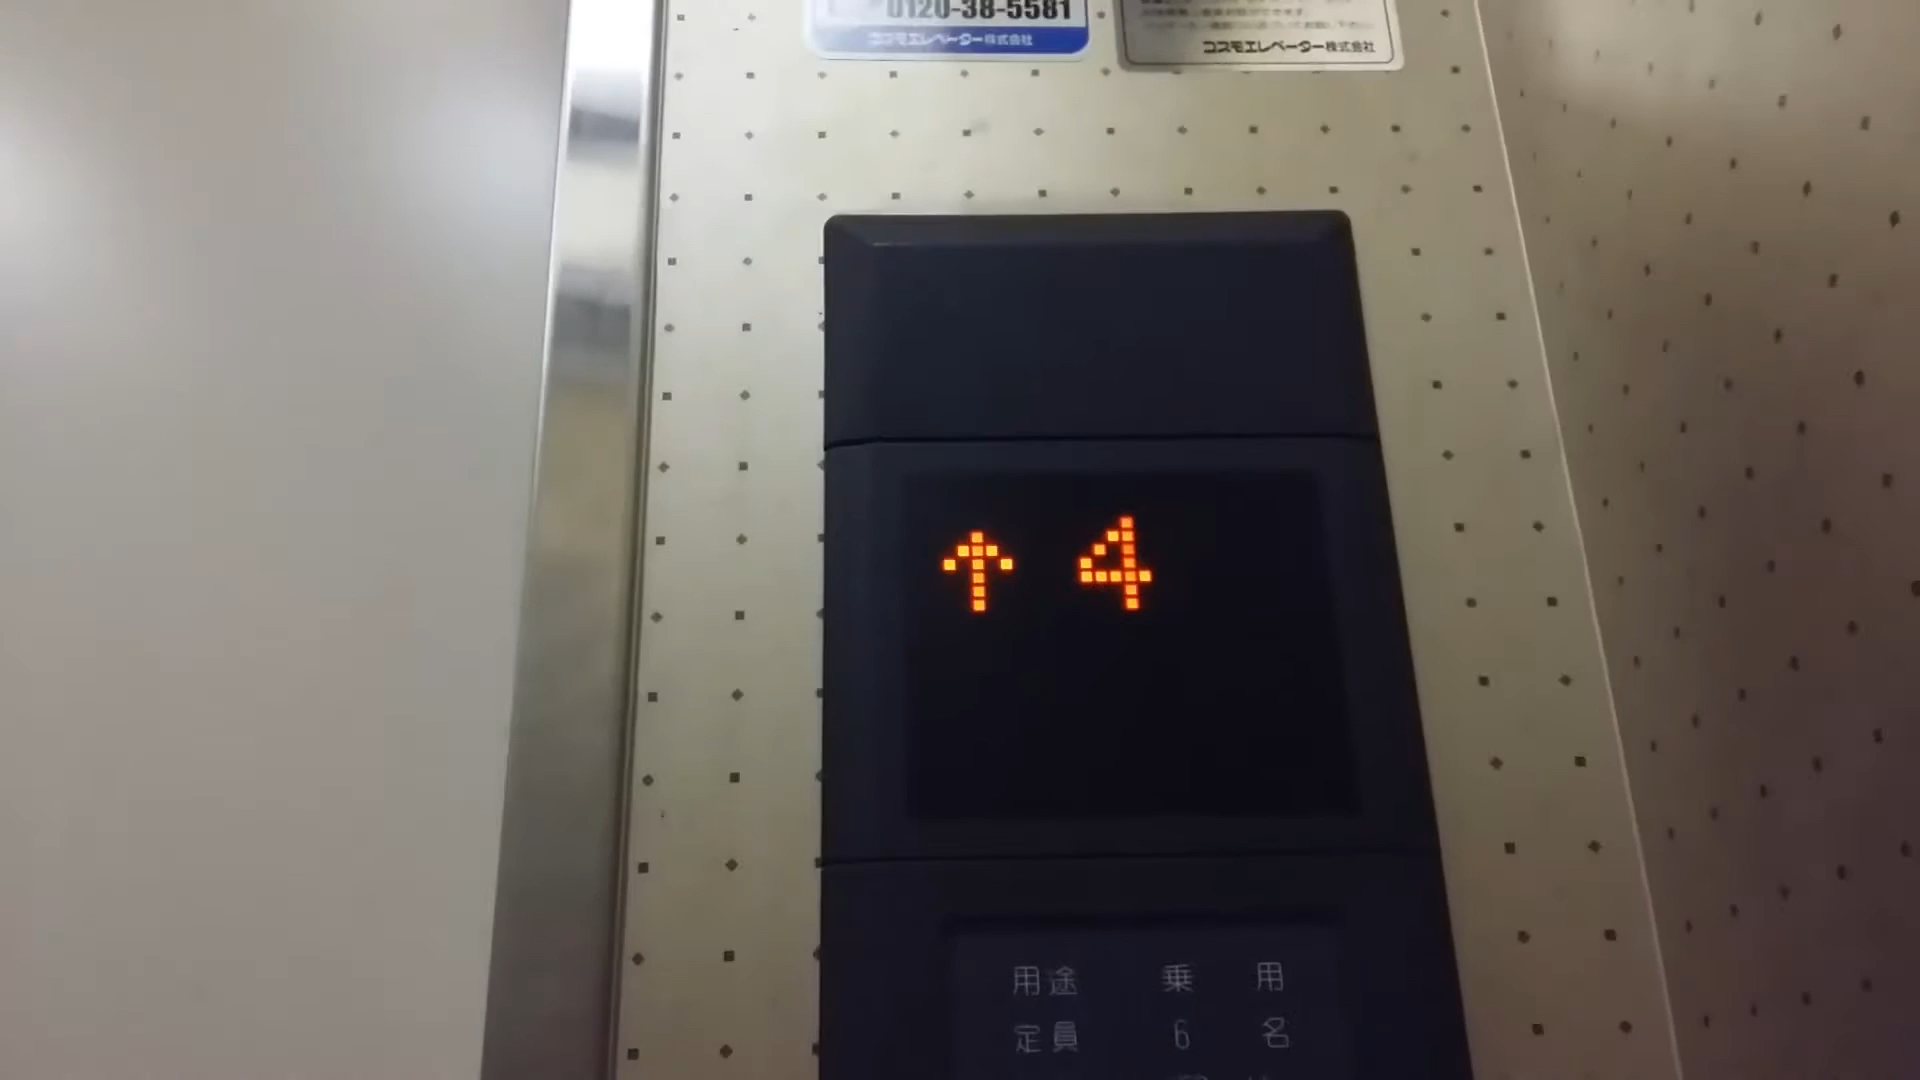 0120-38-5581
コスモエレベーター株式会社
コスモエレベーター株式会社
↑ 4
用途 乗 用
定員 6 名